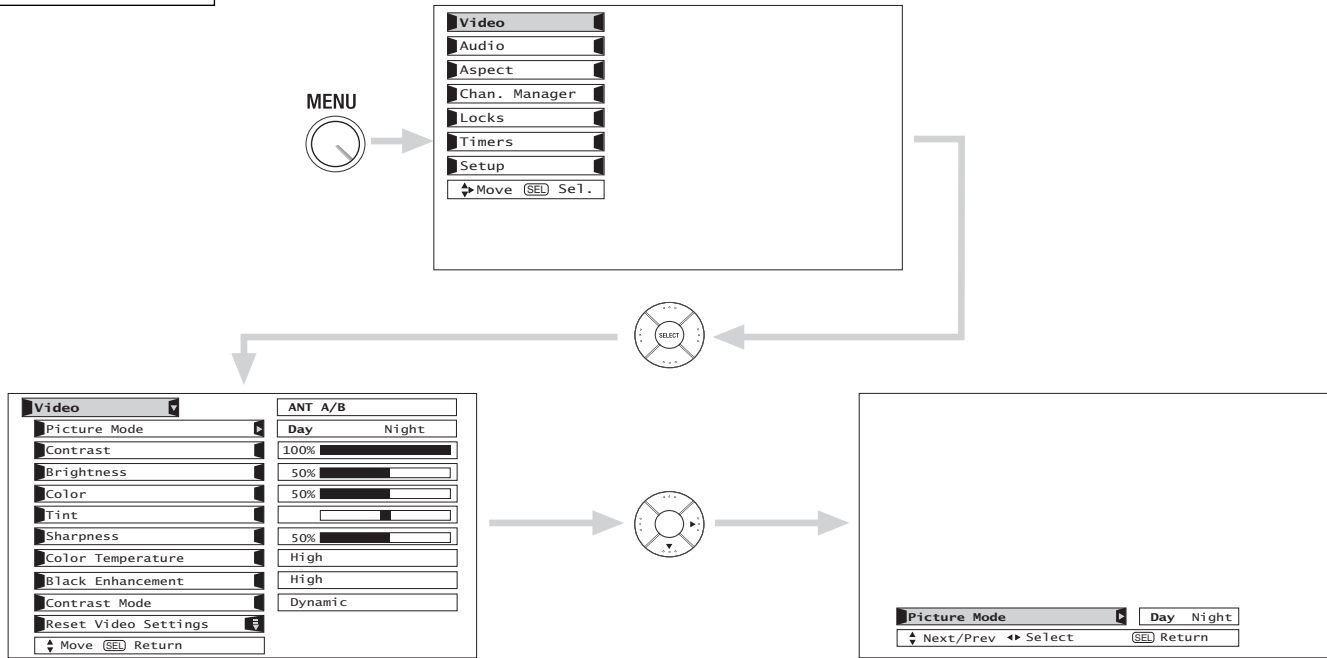 Video
Audio
Aspect
Chan. Manager
Locks
Timers
Setup
Move SEL Sel.
MENU
SELECT
Video
ANT A/B
Picture Mode
Day Night
Contrast
100%
Brightness
50%
Color
50%
Tint
Sharpness
50%
Color Temperature
High
Black Enhancement
High
Contrast Mode
Dynamic
Reset Video Settings
Move SEL Return
Picture Mode
Day Night
Next/Prev Select SEL Return